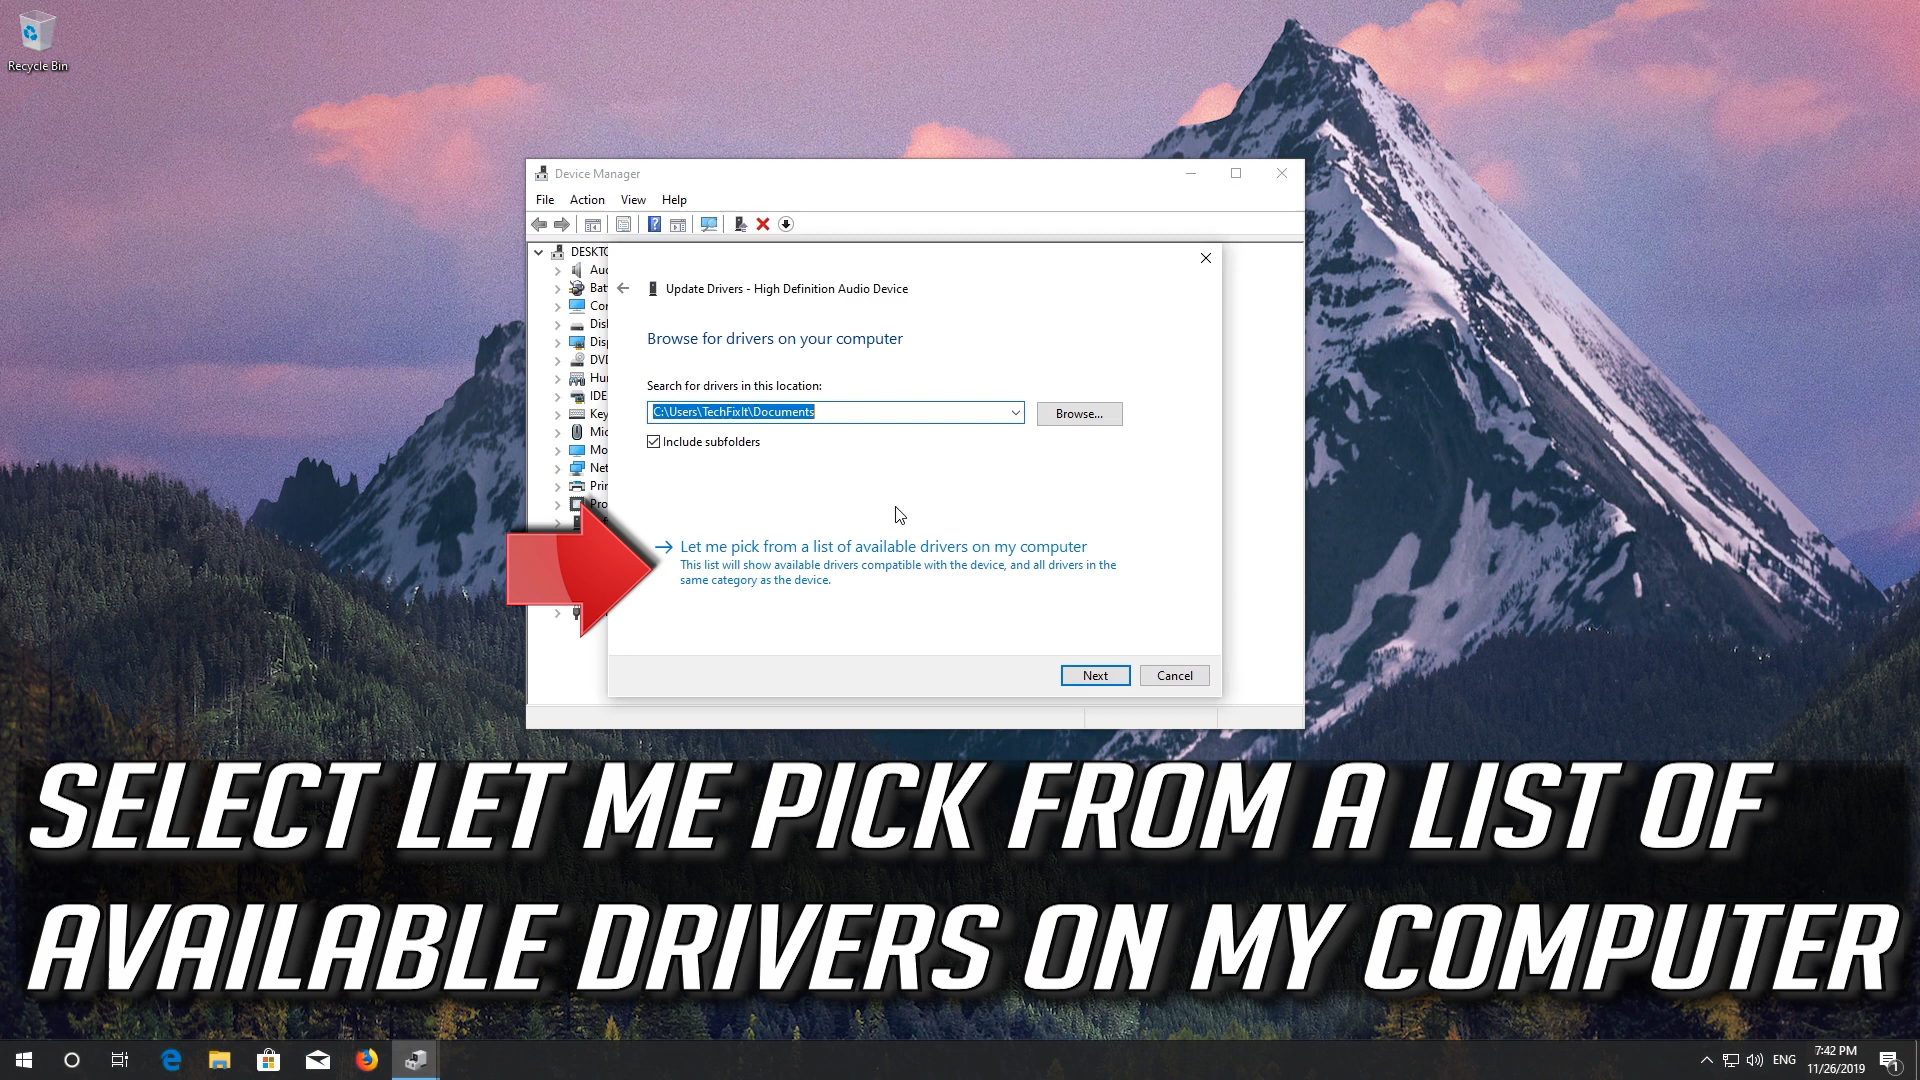 Recycle Bin
Device Manager
File Action View Help
DESKTO
Update Drivers - High Definition Audio Device
Browse for drivers on your computer
Search for drivers in this location:
C:\Users\TechFixIt\Documents
Browse...
Include subfolders
Let me pick from a list of available drivers on my computer
This list will show available drivers compatible with the device, and all drivers in the
same category as the device.
Next Cancel
SELECT LET ME PICK FROM A LIST OF
AVAILABLE DRIVERS ON MY COMPUTER
ENG
7:42 PM
11/26/2019
1